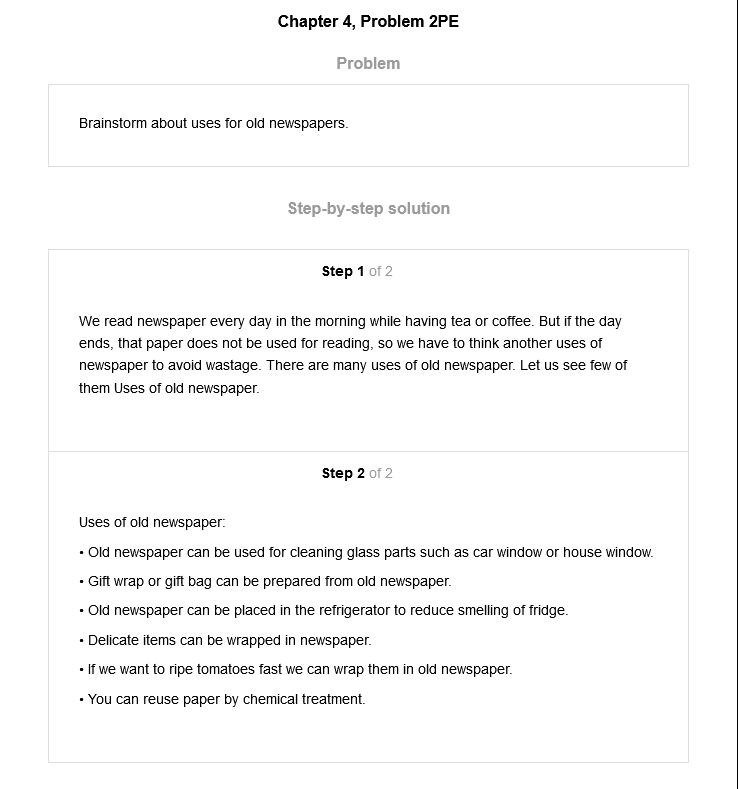 Chapter 4, Problem 2PE
Problem
Brainstorm about uses for old newspapers.
Step-by-step solution
Step 1 of 2
We read newspaper every day in the morning while having tea or coffee. But if the day
ends, that paper does not be used for reading, so we have to think another uses of
newspaper to avoid wastage. There are many uses of old newspaper. Let us see few of
them Uses of old newspaper.
Step 2 of 2
Uses of old newspaper:
• Old newspaper can be used for cleaning glass parts such as car window or house window.
• Gift wrap or gift bag can be prepared from old newspaper.
• Old newspaper can be placed in the refrigerator to reduce smelling of fridge.
• Delicate items can be wrapped in newspaper.
• If we want to ripe tomatoes fast we can wrap them in old newspaper.
• You can reuse paper by chemical treatment.